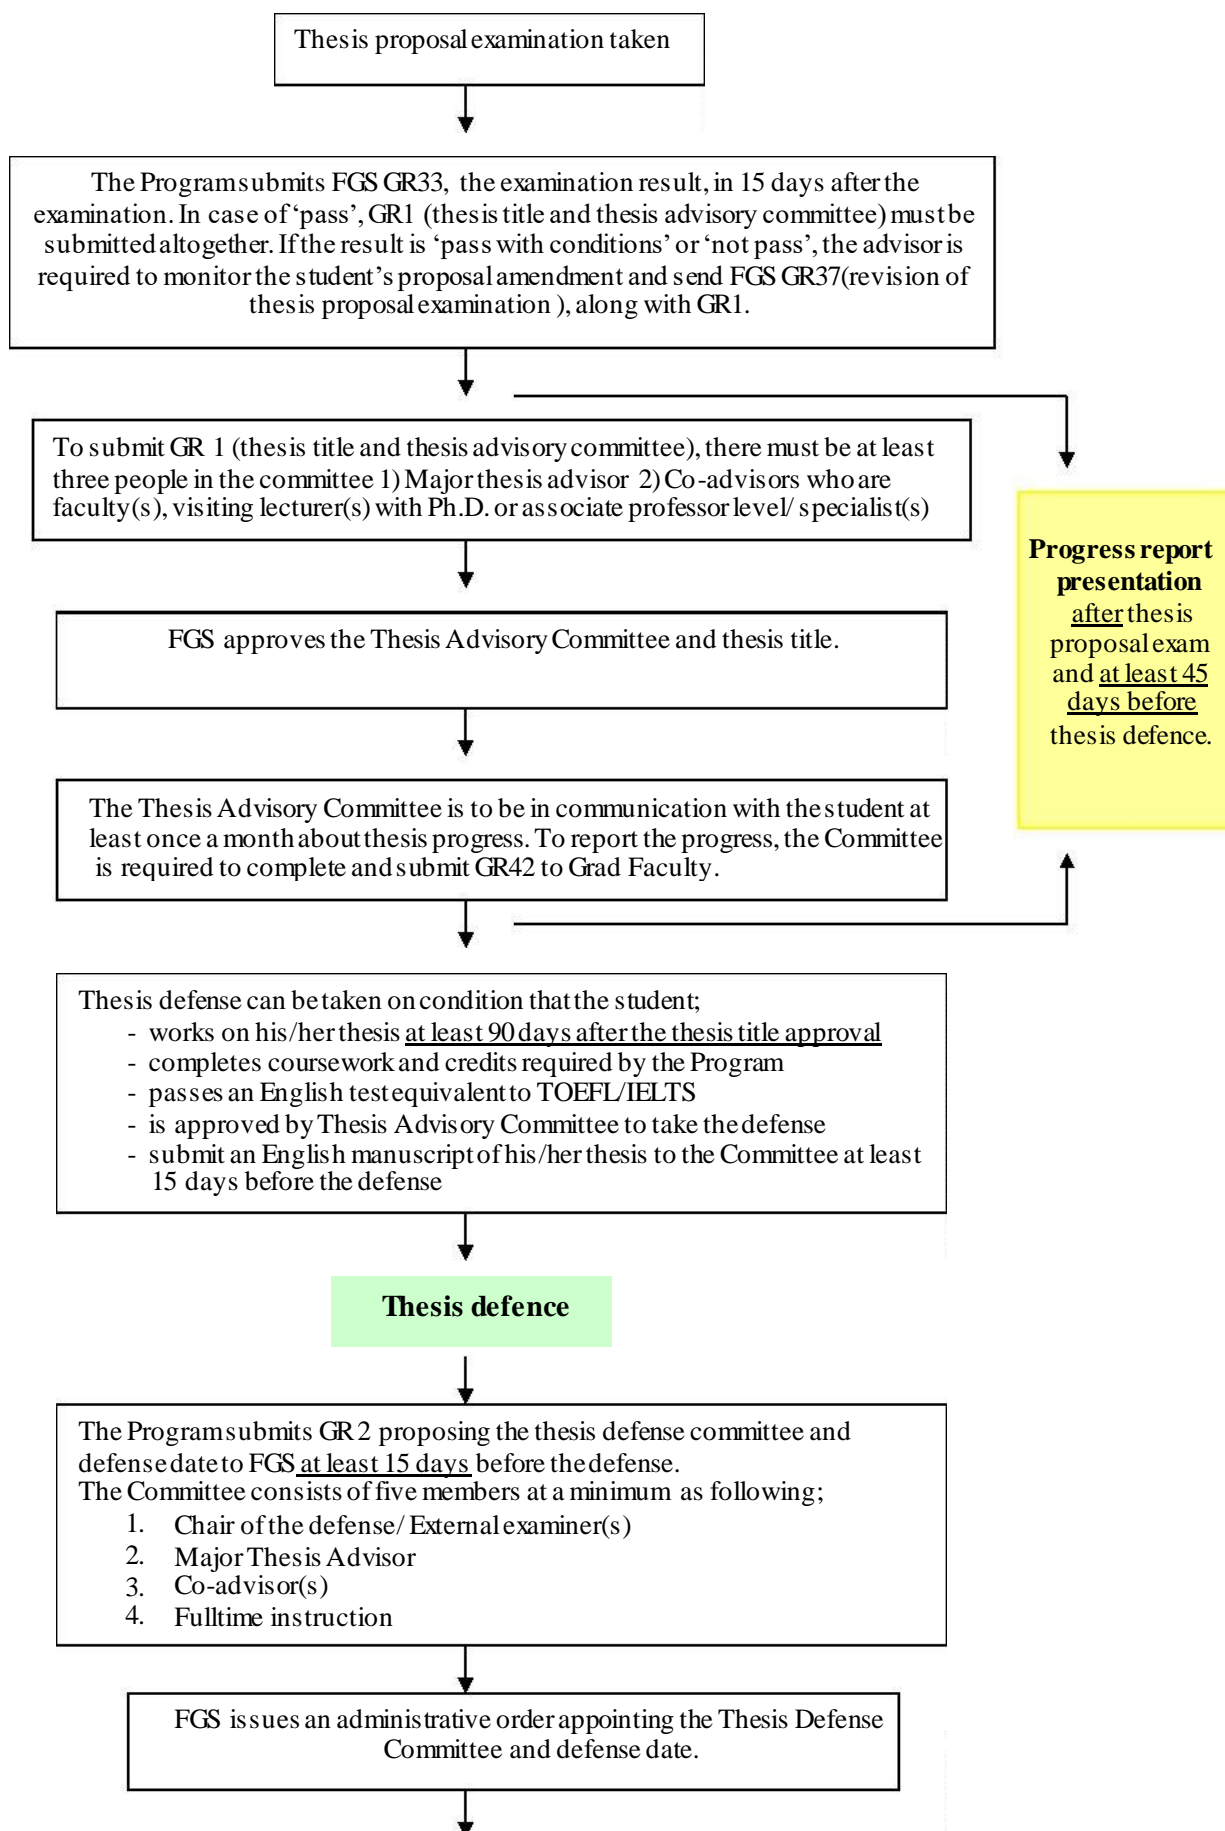 Thesis proposal examination taken
The Program submits FGS GR33, the examination result, in 15 days after the
examination. In case of ‘pass’, GR1 (thesis title and thesis advisory committee) must be
submitted altogether. If the result is ‘pass with conditions’ or ‘not pass’, the advisor is
required to monitor the student’s proposal amendment and send FGS GR37(revision of
thesis proposal examination ), along with GR1.
To submit GR 1 (thesis title and thesis advisory committee), there must be at least
three people in the committee 1) Major thesis advisor 2) Co-advisors who are
faculty(s), visiting lecturer(s) with Ph.D. or associate professor level/ specialist(s)
Progress report
presentation
after thesis
proposal exam
and at least 45
days before
thesis defence.
FGS approves the Thesis Advisory Committee and thesis title.
The Thesis Advisory Committee is to be in communication with the student at
least once a month about thesis progress. To report the progress, the Committee
is required to complete and submit GR42 to Grad Faculty.
Thesis defense can be taken on condition that the student;
- works on his/her thesis at least 90 days after the thesis title approval
- completes coursework and credits required by the Program
- passes an English test equivalent to TOEFL/IELTS
- is approved by Thesis Advisory Committee to take the defense
- submit an English manuscript of his/her thesis to the Committee at least
15 days before the defense
Thesis defence
The Program submits GR 2 proposing the thesis defense committee and
defense date to FGS at least 15 days before the defense.
The Committee consists of five members at a minimum as following;
1. Chair of the defense/ External examiner(s)
2. Major Thesis Advisor
3. Co-advisor(s)
4. Fulltime instruction
FGS issues an administrative order appointing the Thesis Defense
Committee and defense date.